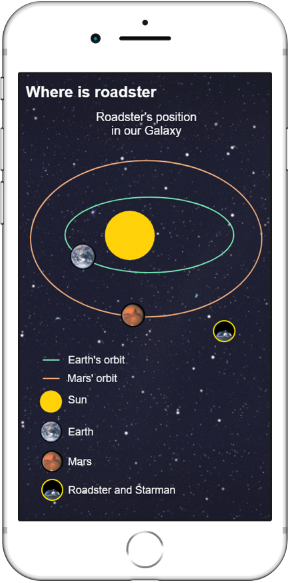 Where is roadster
Roadster's position
in our Galaxy
Earth's orbit
Mars' orbit
Sun
Earth
Mars
Roadster and Starman